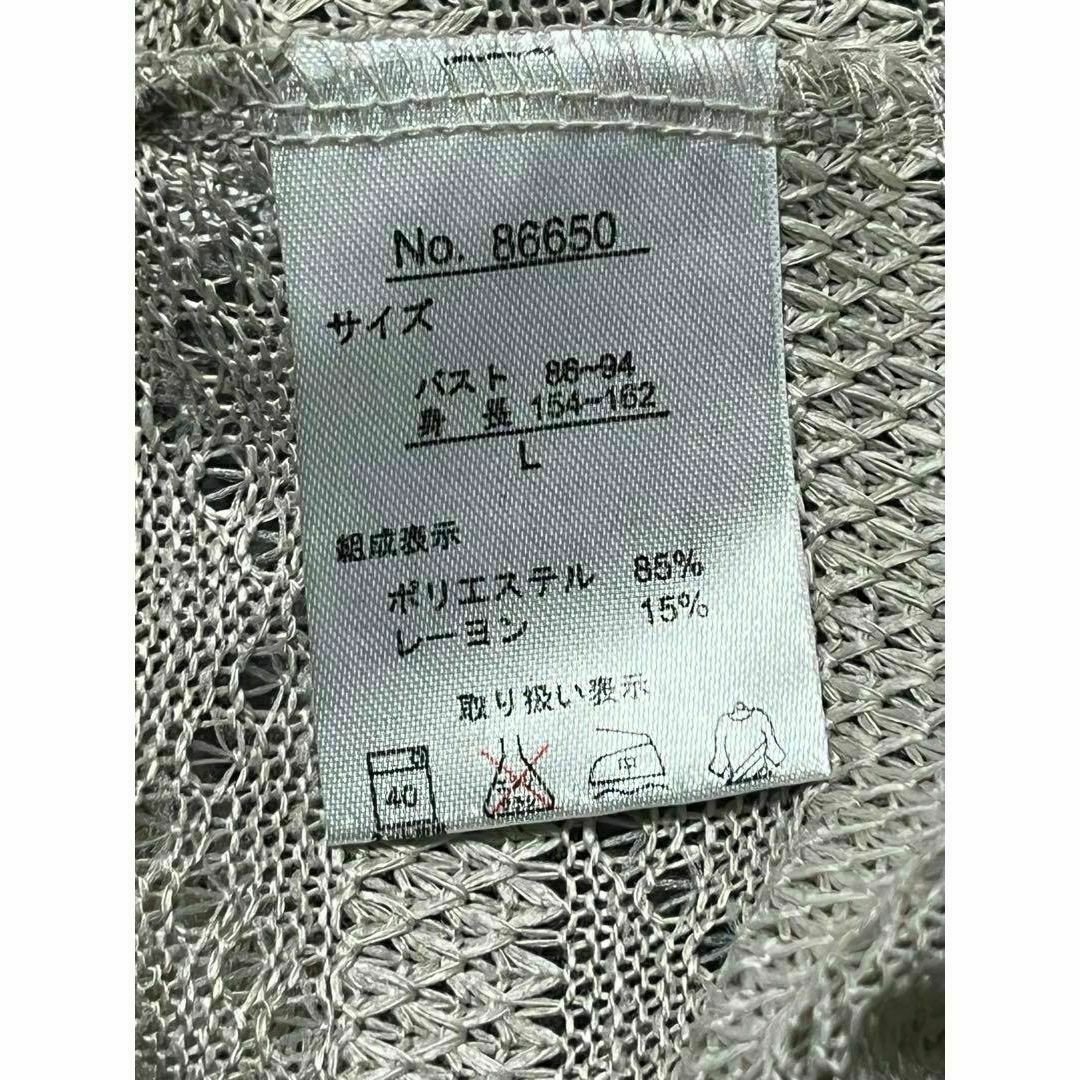 No. 86650
サイズ
バスト 86~94
身 長 154-162
L
組成表示
ポリエステル 85%
レーヨン 15%
取り扱い表示
40